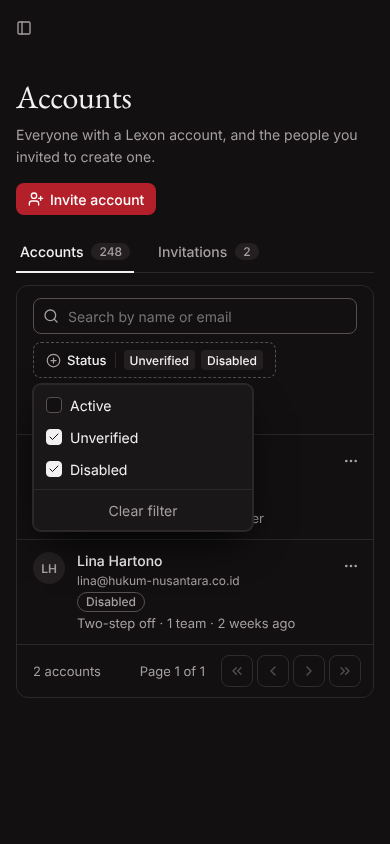 Accounts
Everyone with a Lexon account, and the people you
invited to create one.
Invite account
Accounts 248 Invitations 2
Search by name or email
Status Unverified Disabled
Active
Unverified
Disabled
Clear filter
LH
Lina Hartono
lina@hukum-nusantara.co.id
Disabled
Two-step off · 1 team · 2 weeks ago
2 accounts Page 1 of 1